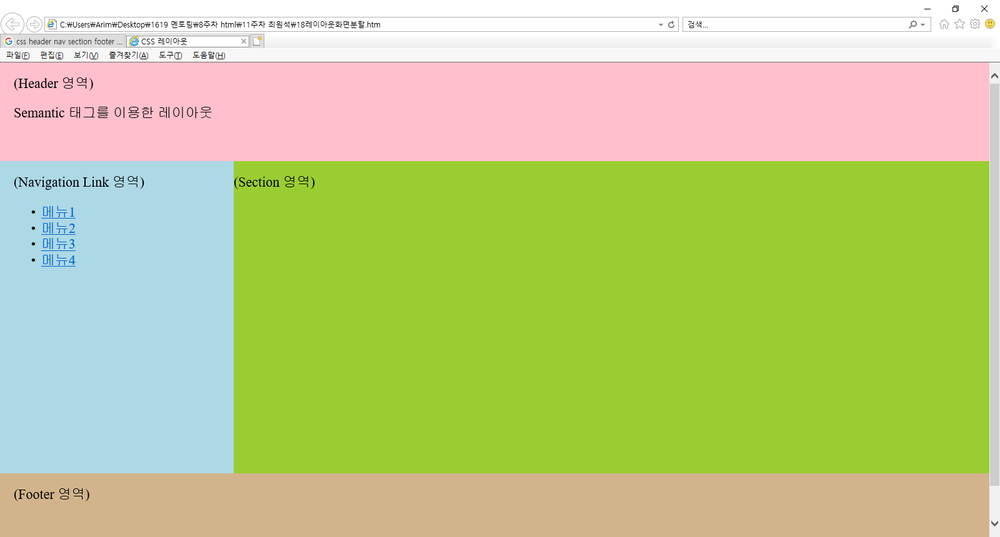 C:₩Users₩Arim₩Desktop₩1619 멘토링₩8주차 html₩11주차 최원석₩18레이아웃화면분할.htm
검색...
css header nav section footer ...
CSS 레이아웃
파일(F) 편집(E) 보기(V) 즐겨찾기(A) 도구(T) 도움말(H)
(Header 영역)
Semantic 태그를 이용한 레이아웃
(Navigation Link 영역)
• 메뉴1
• 메뉴2
• 메뉴3
• 메뉴4
(Section 영역)
(Footer 영역)